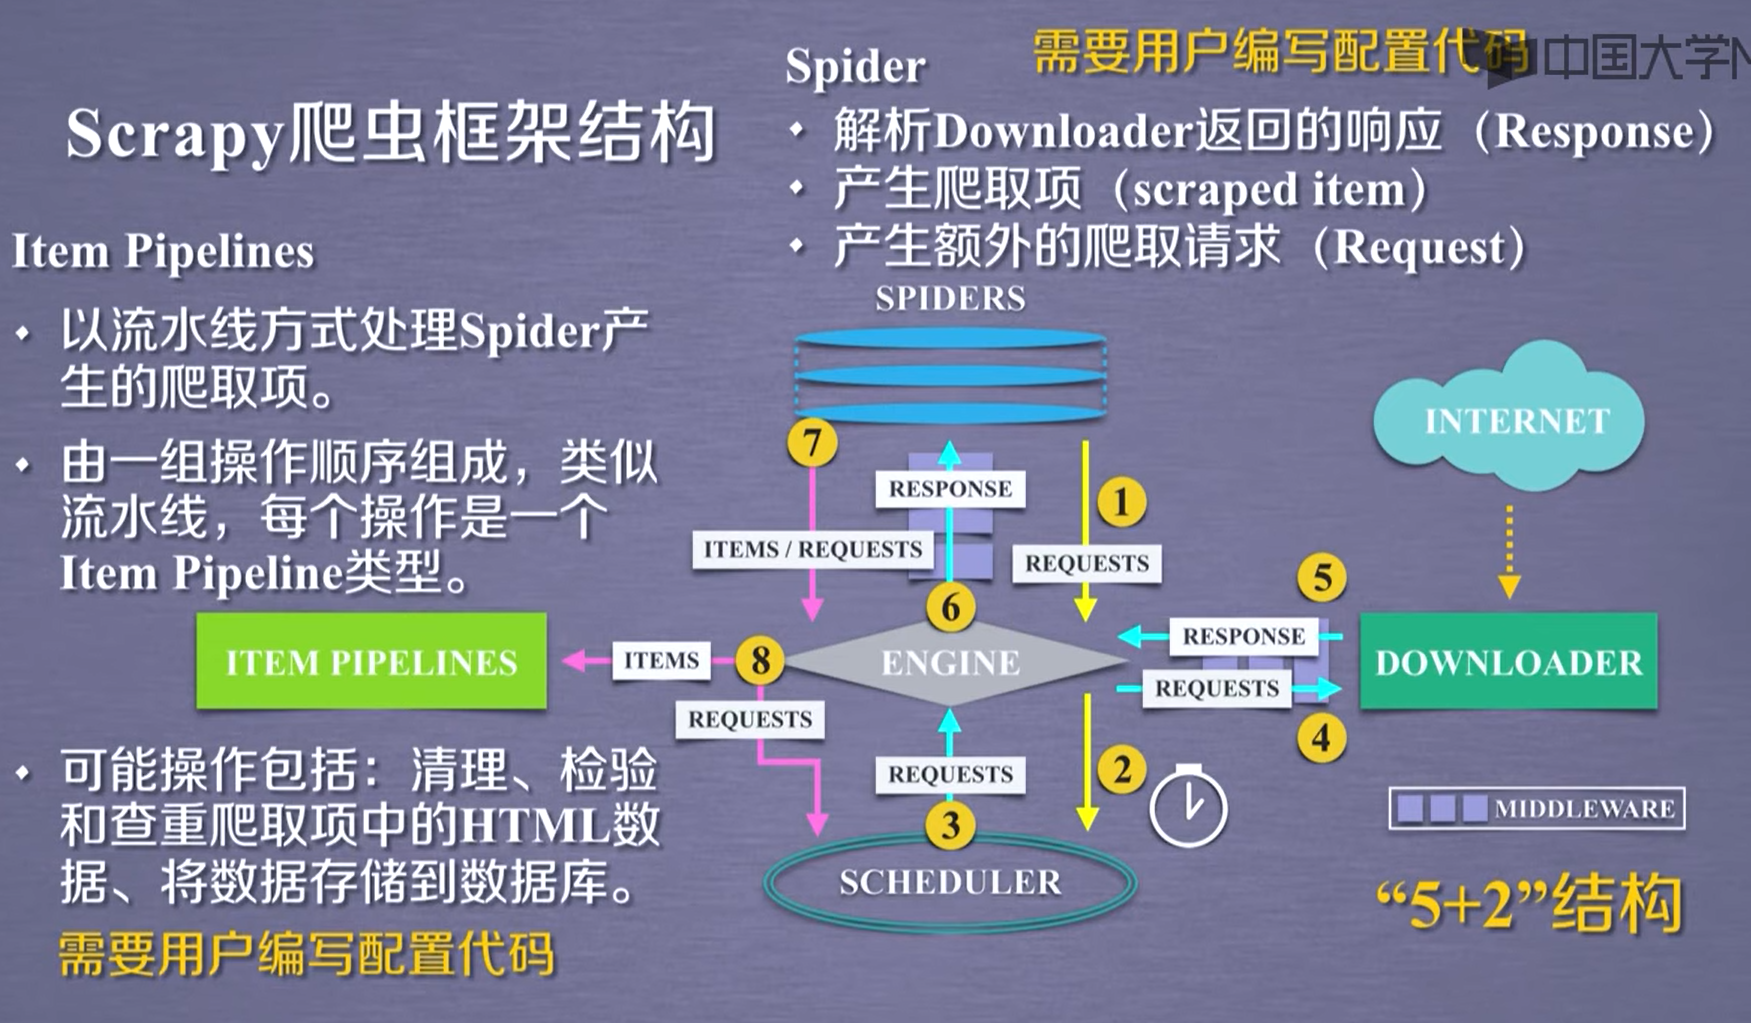 Scrapy爬虫框架结构
Spider
需要用户编写配置代码
中国大学M
• 解析Downloader返回的响应（Response）
• 产生爬取项（scraped item）
• 产生额外的爬取请求（Request）
Item Pipelines
• 以流水线方式处理Spider产
生的爬取项。
• 由一组操作顺序组成，类似
流水线，每个操作是一个
Item Pipeline类型。
• 可能操作包括：清理、检验
和查重爬取项中的HTML数
据、将数据存储到数据库。
需要用户编写配置代码
SPIDERS
7
RESPONSE
1
ITEMS / REQUESTS
REQUESTS
6
INTERNET
5
ITEM PIPELINES
ITEMS
8
ENGINE
RESPONSE
REQUESTS
DOWNLOADER
4
REQUESTS
REQUESTS
2
3
SCHEDULER
MIDDLEWARE
“5+2”结构